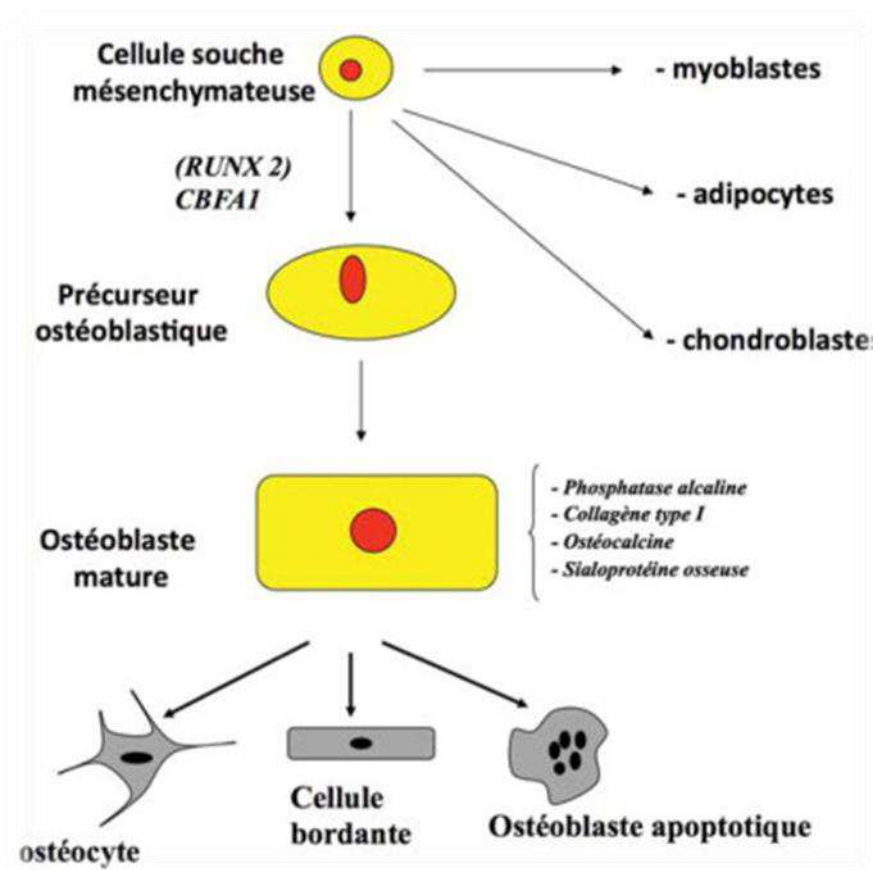 Cellule souche
mésenchymateuse
- myoblastes
(RUNX 2)
CBFA1
- adipocytes
Précurseur
ostéoblastique
- chondroblastes
Ostéoblaste
mature
- Phosphatase alcaline
- Collagène type I
- Ostéocalcine
- Sialoprotéine osseuse
ostéocyte
Cellule
bordante
Ostéoblaste apoptotique